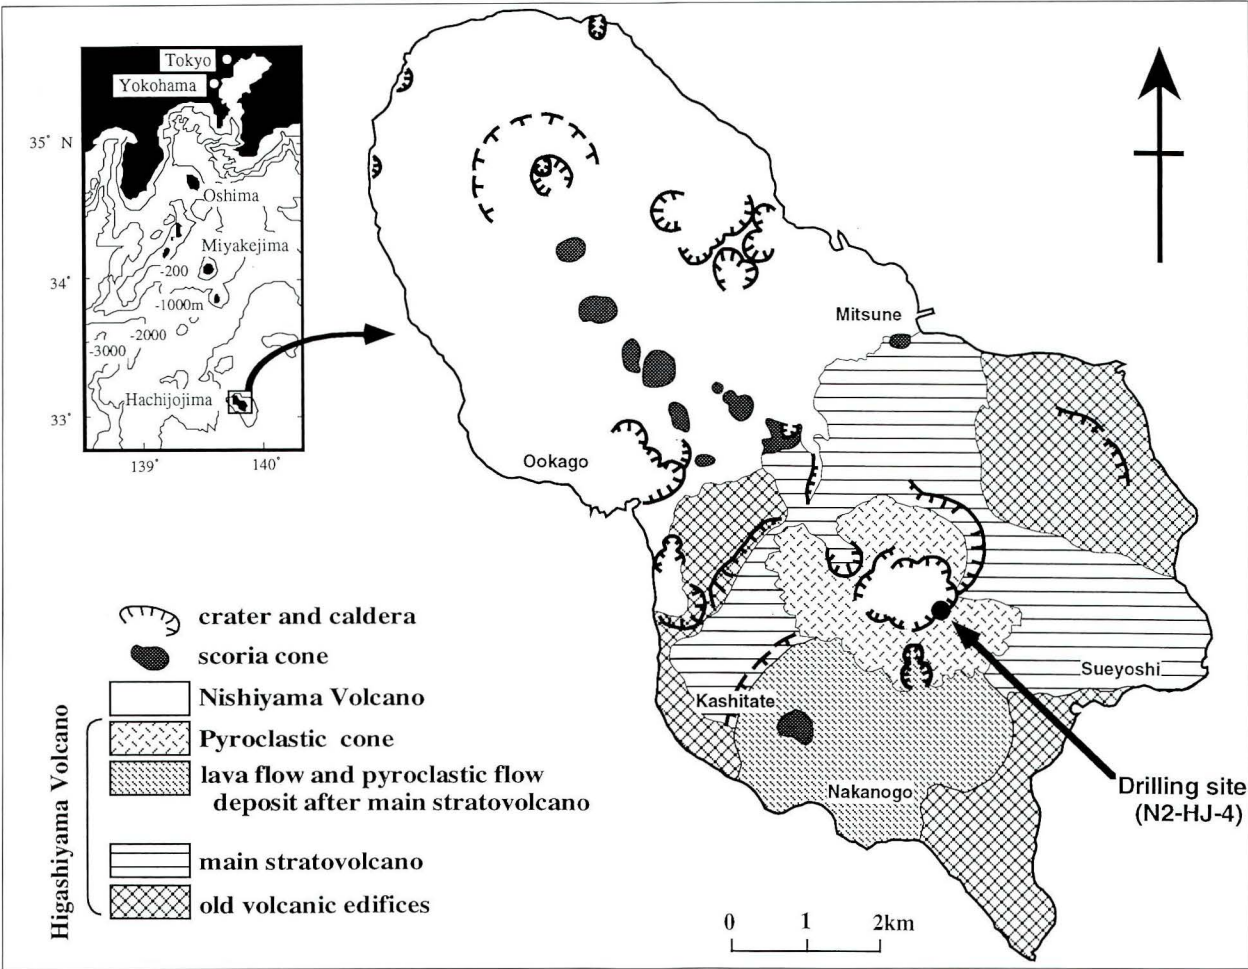 Tokyo
Yokohama
35° N
Oshima
Miyakejima
-200
34°
-1000m
-2000
-3000
Hachijojima
33°
139°
140°
Mitsune
Ookago
Sueyoshi
Kashitate
Nakanogo
Drilling site
(N2-HJ-4)
crater and caldera
scoria cone
Nishiyama Volcano
Higashiyama Volcano
Pyroclastic cone
lava flow and pyroclastic flow
deposit after main stratovolcano
main stratovolcano
old volcanic edifices
0 1 2km